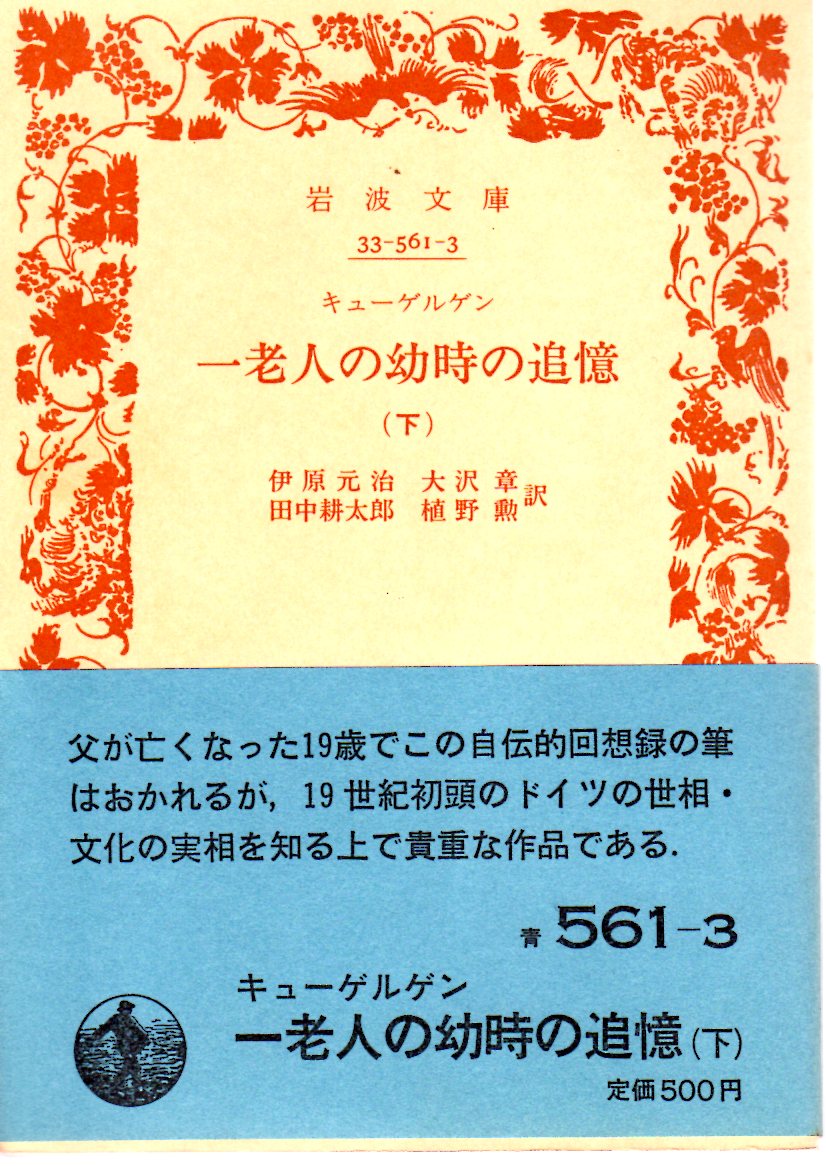 岩波文庫
33-561-3
キューゲルゲン
一老人の幼時の追憶
(下)
伊原元治 大沢章
田中耕太郎 植野勲 訳
父が亡くなった19歳でこの自伝的回想録の筆
はおかれるが，19世紀初頭のドイツの世相・
文化の実相を知る上で貴重な作品である．
青 561-3
キューゲルゲン
一老人の幼時の追憶(下)
定価500円